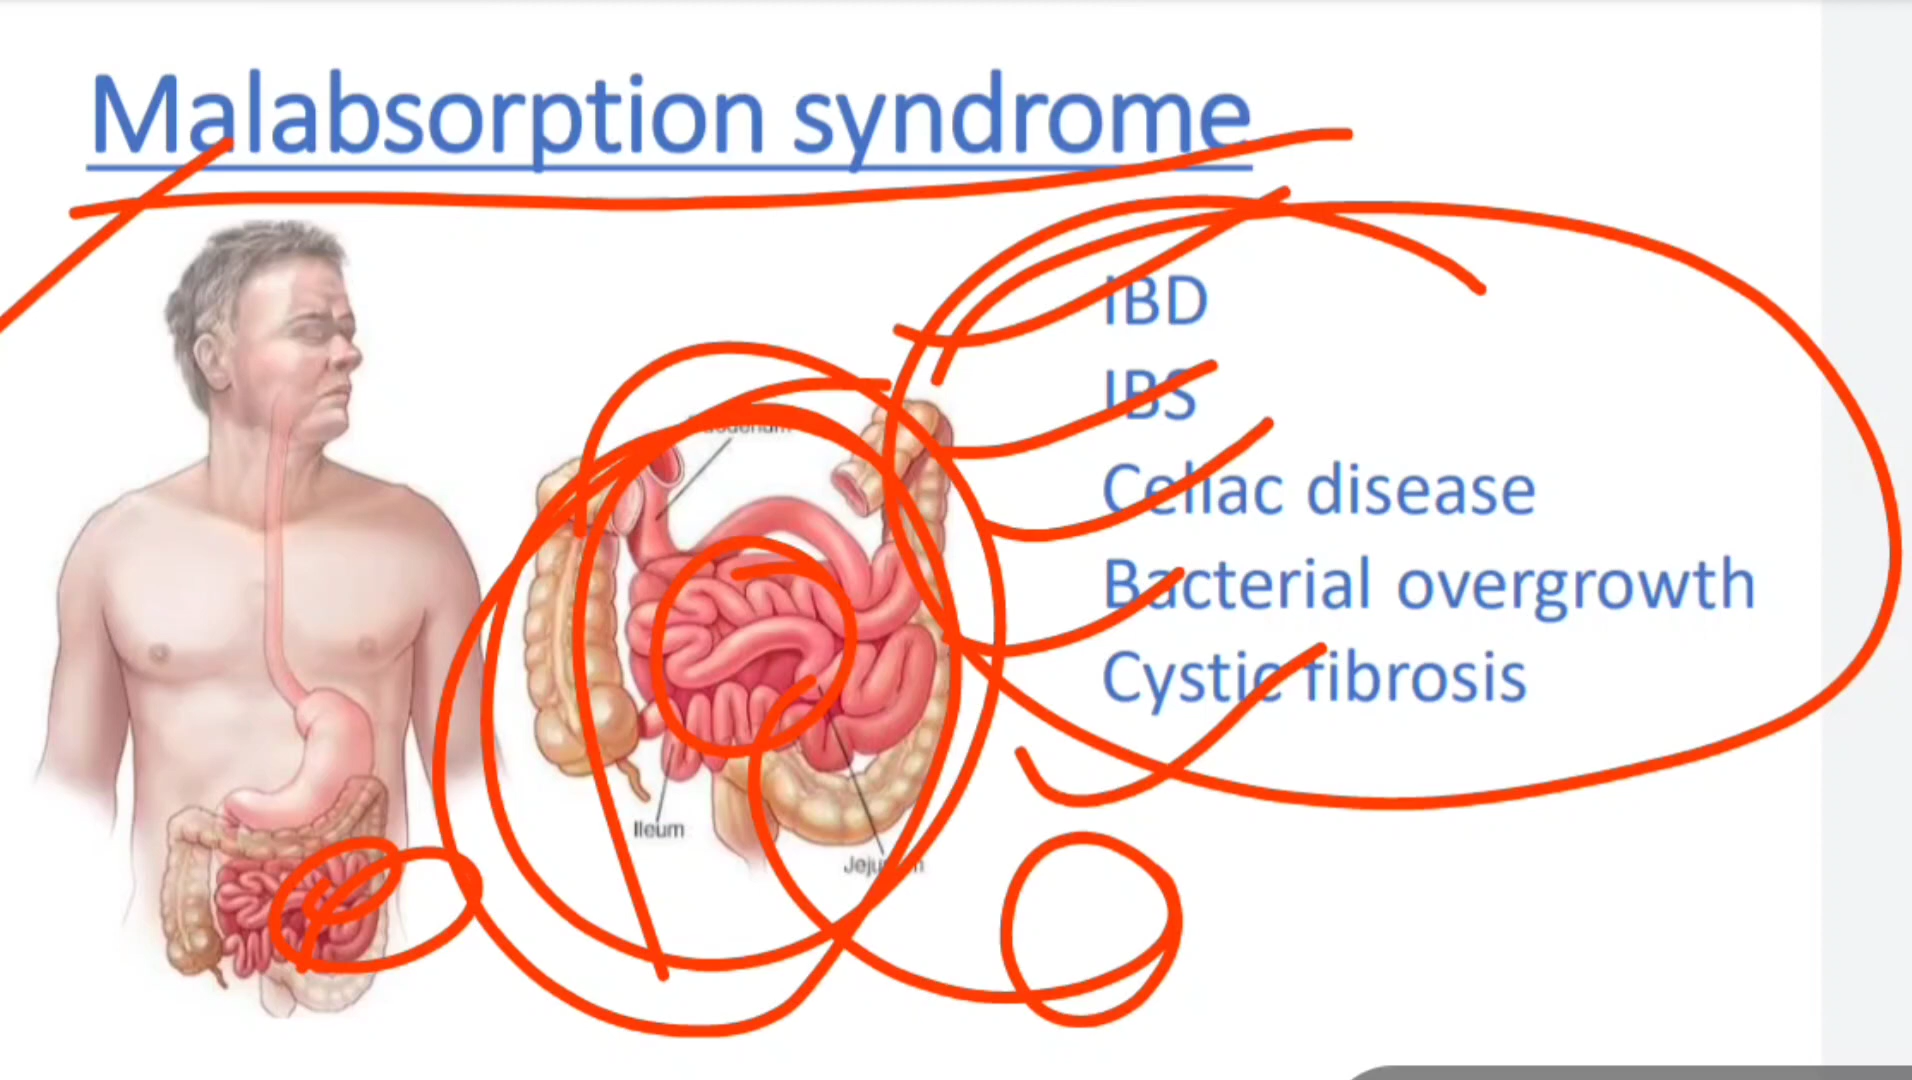 Malabsorption syndrome
IBD
IBS
Celiac disease
Bacterial overgrowth
Cystic fibrosis
Ileum